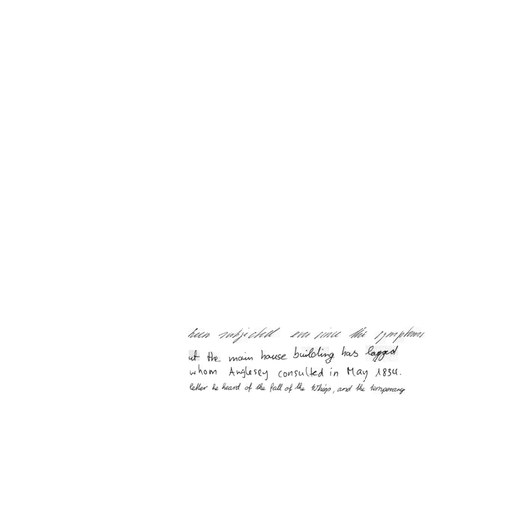 been subjected ever since the symptoms
ut the main house building has lagged
whom Anglesey consulted in May 1834.
letter he heard of the fall of the Whigs, and the temporary